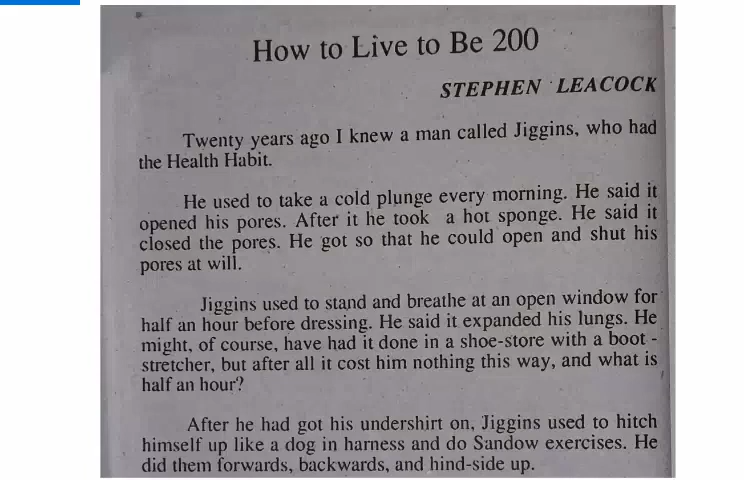 How to Live to Be 200
STEPHEN LEACOCK
Twenty years ago I knew a man called Jiggins, who had
the Health Habit.
He used to take a cold plunge every morning. He said it
opened his pores. After it he took a hot sponge. He said it
closed the pores. He got so that he could open and shut his
pores at will.
Jiggins used to stand and breathe at an open window for
half an hour before dressing. He said it expanded his lungs. He
might, of course, have had it done in a shoe-store with a boot -
stretcher, but after all it cost him nothing this way, and what is
half an hour?
After he had got his undershirt on, Jiggins used to hitch
himself up like a dog in harness and do Sandow exercises. He
did them forwards, backwards, and hind-side up.